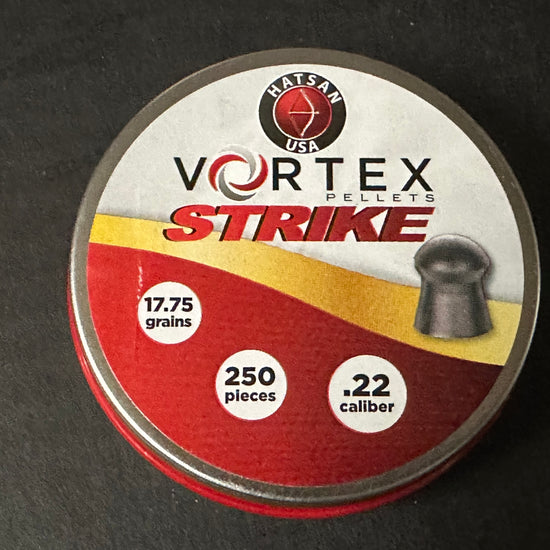 HATSAN
USA
VORTEX
PELLETS
STRIKE
17.75
grains
250
pieces
.22
caliber